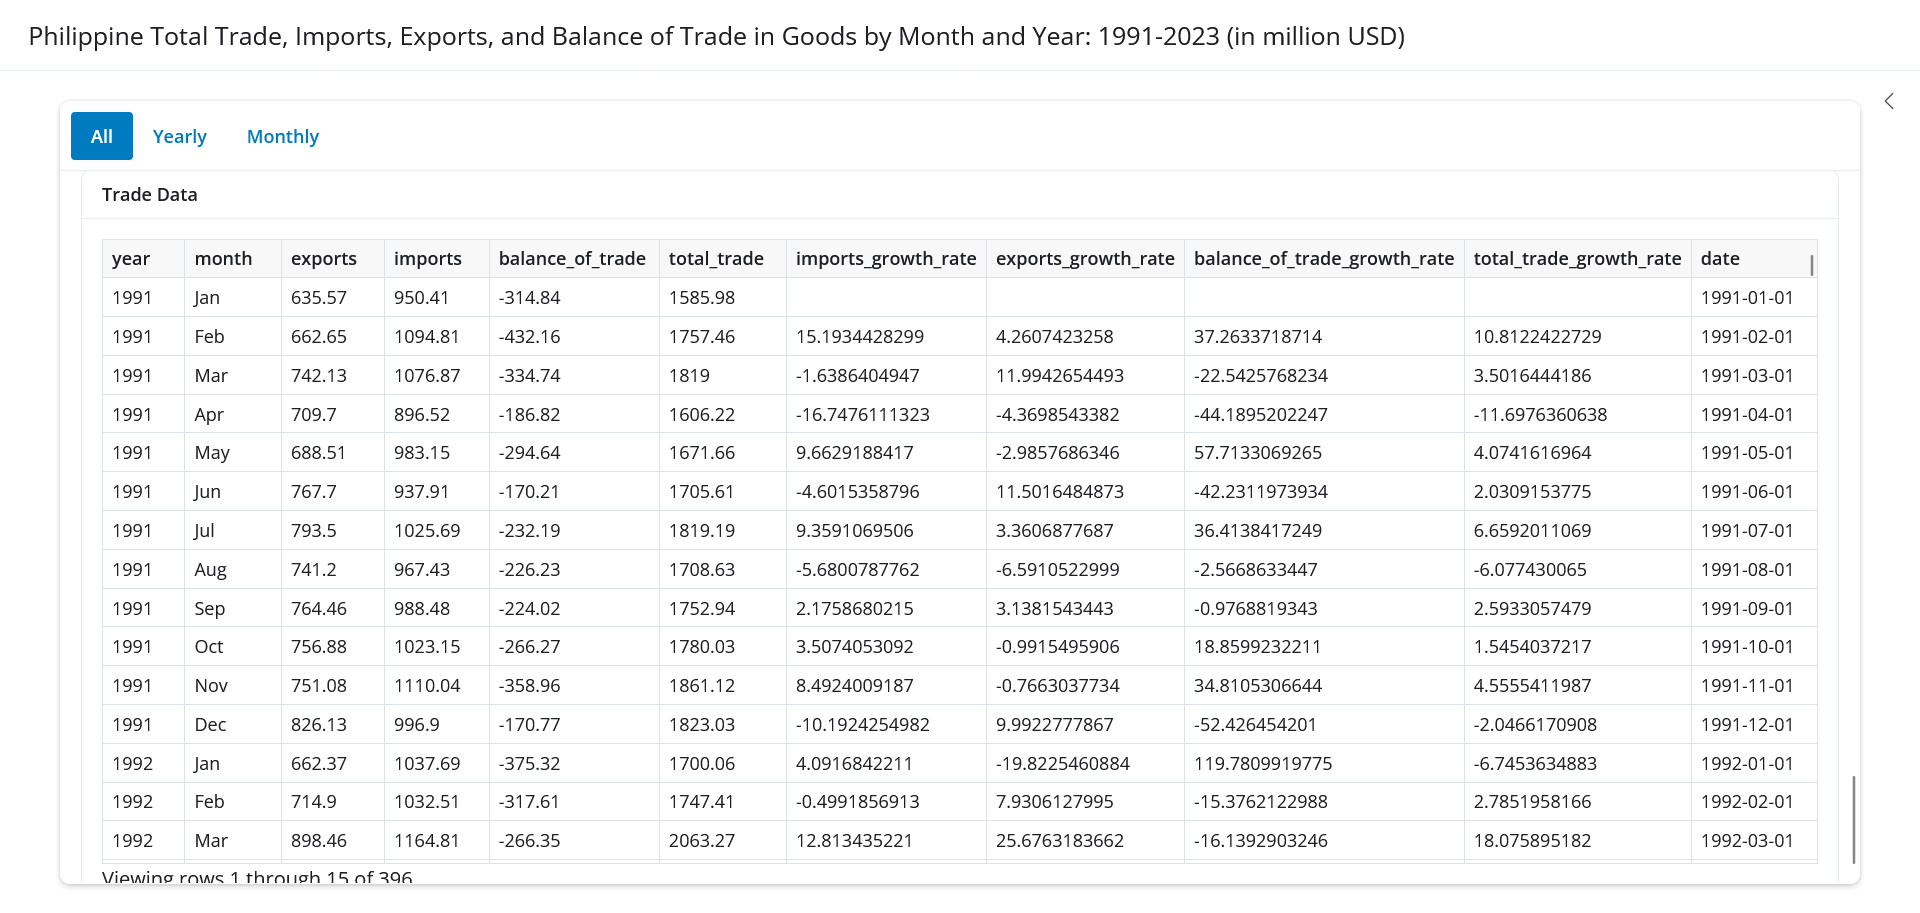 Philippine Total Trade, Imports, Exports, and Balance of Trade in Goods by Month and Year: 1991-2023 (in million USD)
All Yearly Monthly
Trade Data
year month exports imports balance_of_trade total_trade imports_growth_rate exports_growth_rate balance_of_trade_growth_rate total_trade_growth_rate date
1991 Jan 635.57 950.41 -314.84 1585.98 1991-01-01
1991 Feb 662.65 1094.81 -432.16 1757.46 15.1934428299 4.2607423258 37.2633718714 10.8122422729 1991-02-01
1991 Mar 742.13 1076.87 -334.74 1819 -1.6386404947 11.9942654493 -22.5425768234 3.5016444186 1991-03-01
1991 Apr 709.7 896.52 -186.82 1606.22 -16.7476111323 -4.3698543382 -44.1895202247 -11.6976360638 1991-04-01
1991 May 688.51 983.15 -294.64 1671.66 9.6629188417 -2.9857686346 57.7133069265 4.0741616964 1991-05-01
1991 Jun 767.7 937.91 -170.21 1705.61 -4.6015358796 11.5016484873 -42.2311973934 2.0309153775 1991-06-01
1991 Jul 793.5 1025.69 -232.19 1819.19 9.3591069506 3.3606877687 36.4138417249 6.6592011069 1991-07-01
1991 Aug 741.2 967.43 -226.23 1708.63 -5.6800787762 -6.5910522999 -2.5668633447 -6.077430065 1991-08-01
1991 Sep 764.46 988.48 -224.02 1752.94 2.1758680215 3.1381543443 -0.9768819343 2.5933057479 1991-09-01
1991 Oct 756.88 1023.15 -266.27 1780.03 3.5074053092 -0.9915495906 18.8599232211 1.5454037217 1991-10-01
1991 Nov 751.08 1110.04 -358.96 1861.12 8.4924009187 -0.7663037734 34.8105306644 4.5555411987 1991-11-01
1991 Dec 826.13 996.9 -170.77 1823.03 -10.1924254982 9.9922777867 -52.426454201 -2.0466170908 1991-12-01
1992 Jan 662.37 1037.69 -375.32 1700.06 4.0916842211 -19.8225460884 119.7809919775 -6.7453634883 1992-01-01
1992 Feb 714.9 1032.51 -317.61 1747.41 -0.4991856913 7.9306127995 -15.3762122988 2.7851958166 1992-02-01
1992 Mar 898.46 1164.81 -266.35 2063.27 12.813435221 25.6763183662 -16.1392903246 18.075895182 1992-03-01
Viewing rows 1 through 15 of 396